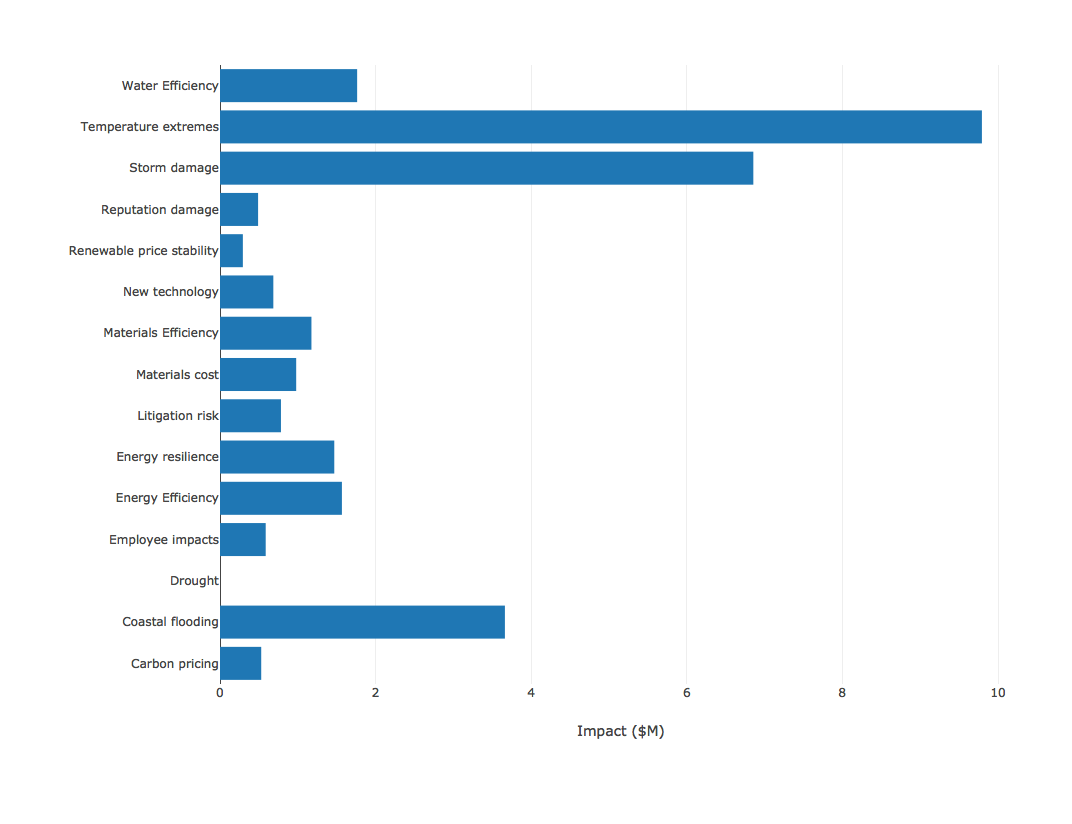 Water Efficiency
Temperature extremes
Storm damage
Reputation damage
Renewable price stability
New technology
Materials Efficiency
Materials cost
Litigation risk
Energy resilience
Energy Efficiency
Employee impacts
Drought
Coastal flooding
Carbon pricing
0 2 4 6 8 10
Impact ($M)